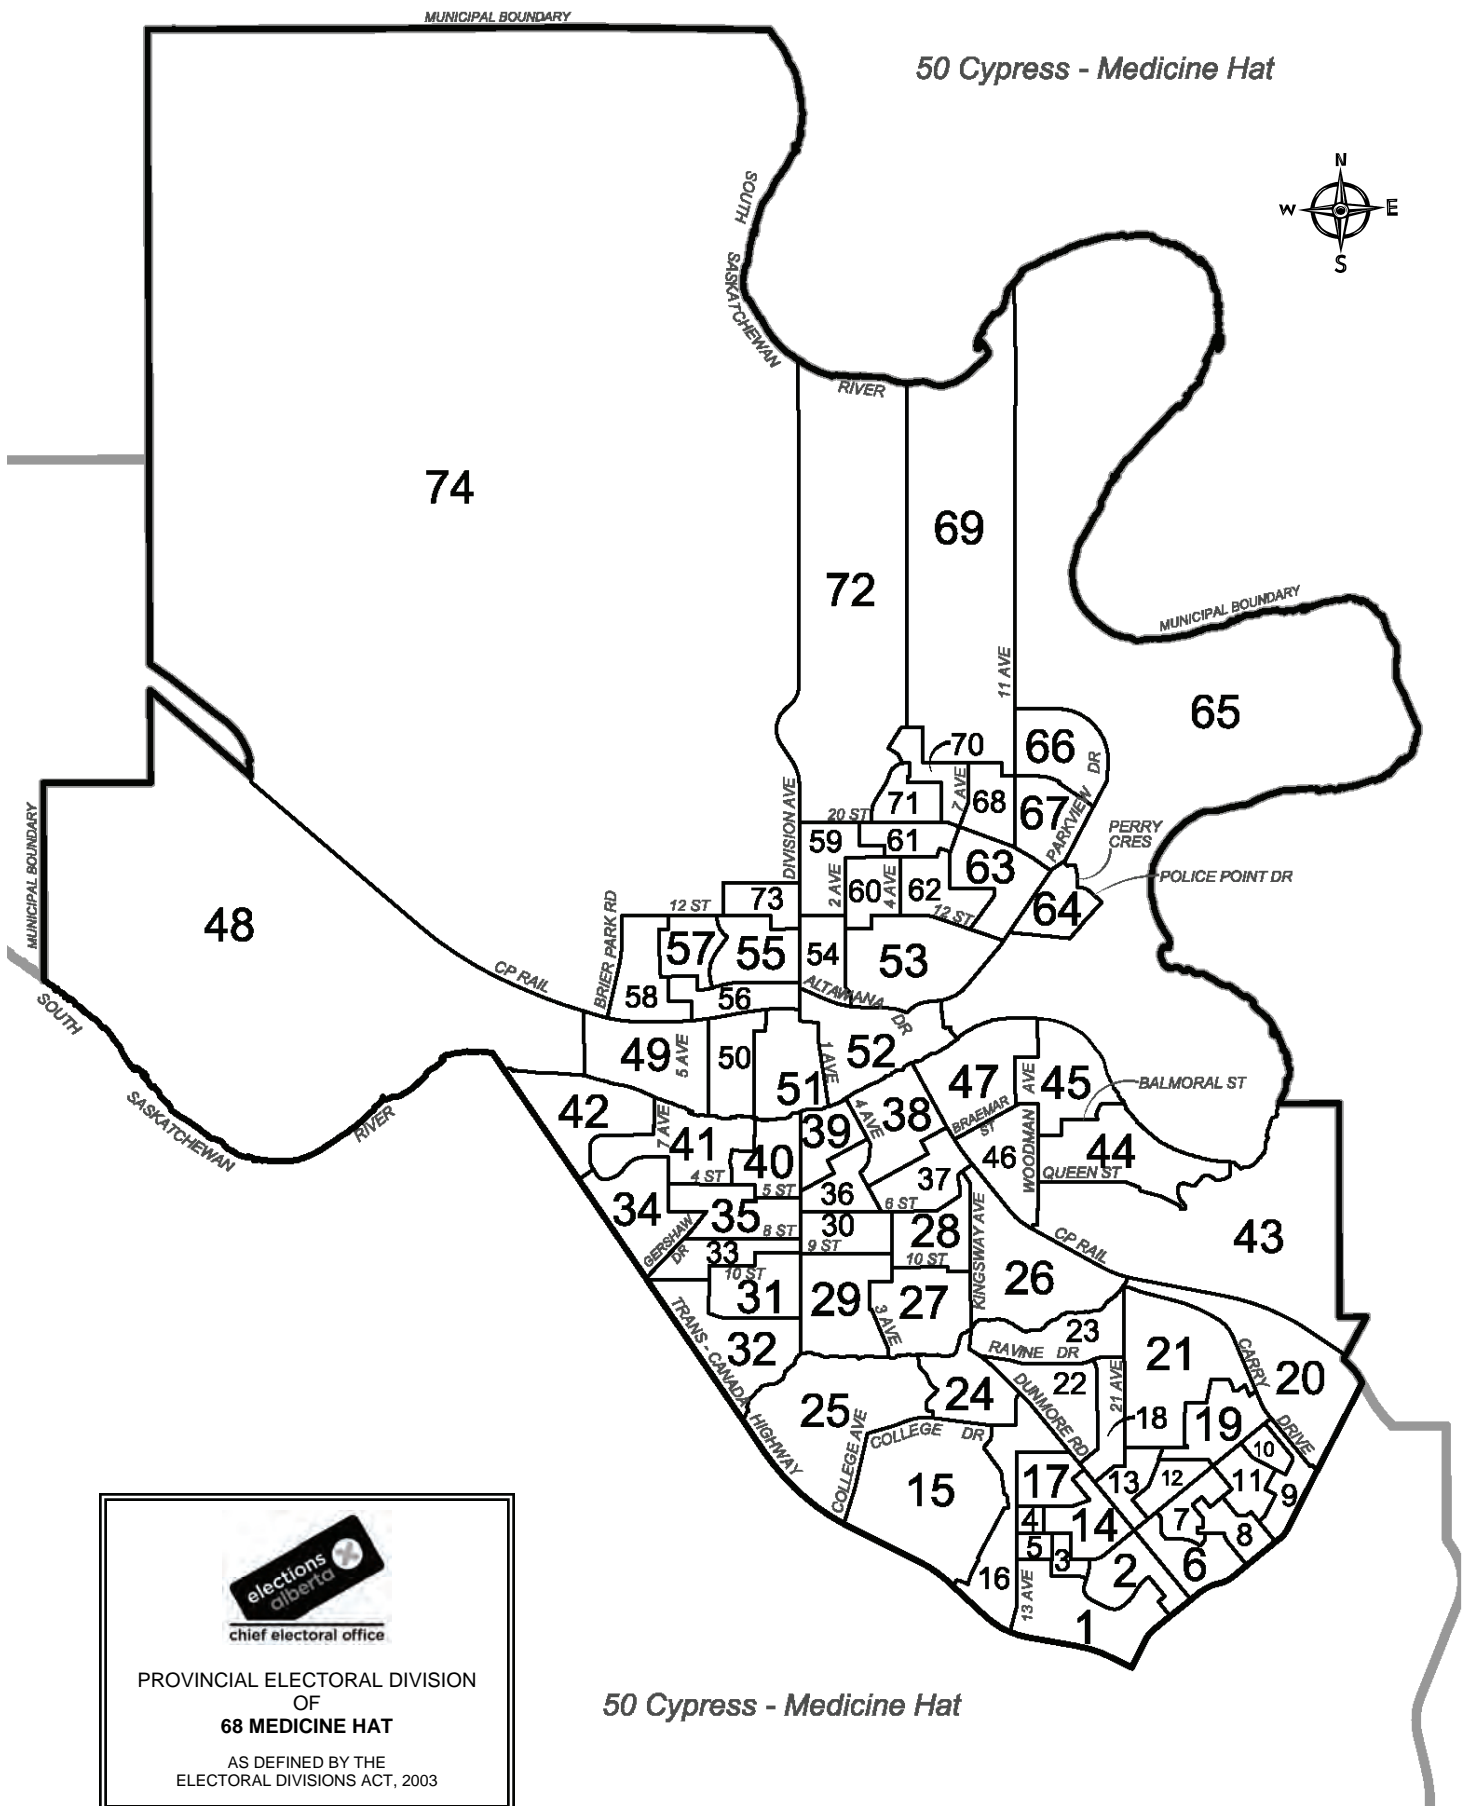 MUNICIPAL BOUNDARY
50 Cypress - Medicine Hat
N
W
E
S
SOUTH
SASKATCHEWAN
RIVER
74
69
72
MUNICIPAL BOUNDARY
11 AVE
65
66
70
DR
7 AVE
68
71
67
PARKVIEW
20 ST
DIVISION AVE
59
61
PERRY
CRES
63
POLICE POINT DR
MUNICIPAL BOUNDARY
2 AVE
60
4 AVE
62
73
12 ST
12 ST
64
48
BRIER PARK RD
57
55
54
53
CP RAIL
58
56
ALTAWANA
DR
SOUTH
49
5 AVE
50
1 AVE
52
51
47
AVE
45
BALMORAL ST
SASKATCHEWAN
RIVER
42
7 AVE
41
39
4 AVE
38
BRAEMAR
ST
WOODMAN
44
40
46
QUEEN ST
4 ST
5 ST
36
37
34
35
6 ST
KINGSWAY AVE
GERSHAW
DR
8 ST
30
28
CP RAIL
43
33
9 ST
10 ST
10 ST
26
31
29
3 AVE
27
TRANS - CANADA HIGHWAY
32
23
RAVINE DR
21
CARRY
20
22
21 AVE
24
DUNMORE RD
25
18
19
DRIVE
COLLEGE AVE
COLLEGE DR
10
15
17
13
12
11
9
4
14
7
8
5
3
2
6
16
13 AVE
1
elections
alberta
chief electoral office
PROVINCIAL ELECTORAL DIVISION
OF
68 MEDICINE HAT
AS DEFINED BY THE
ELECTORAL DIVISIONS ACT, 2003
50 Cypress - Medicine Hat